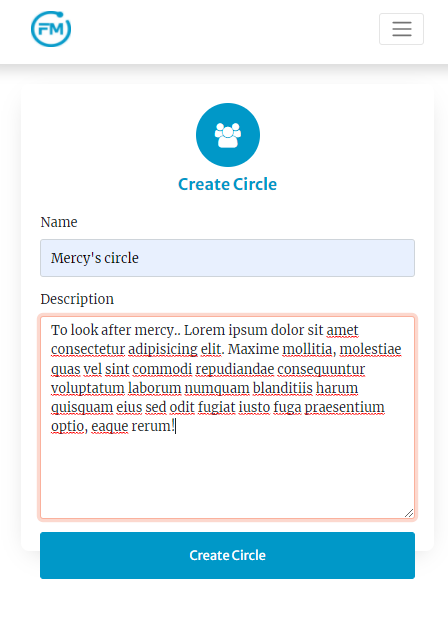 FM
Create Circle
Name
Mercy's circle
Description
To look after mercy.. Lorem ipsum dolor sit amet
consectetur adipisicing elit. Maxime mollitia, molestiae
quas vel sint commodi repudiandae consequuntur
voluptatum laborum numquam blanditiis harum
quisquam eius sed odit fugiat iusto fuga praesentium
optio, eaque rerum!
Create Circle